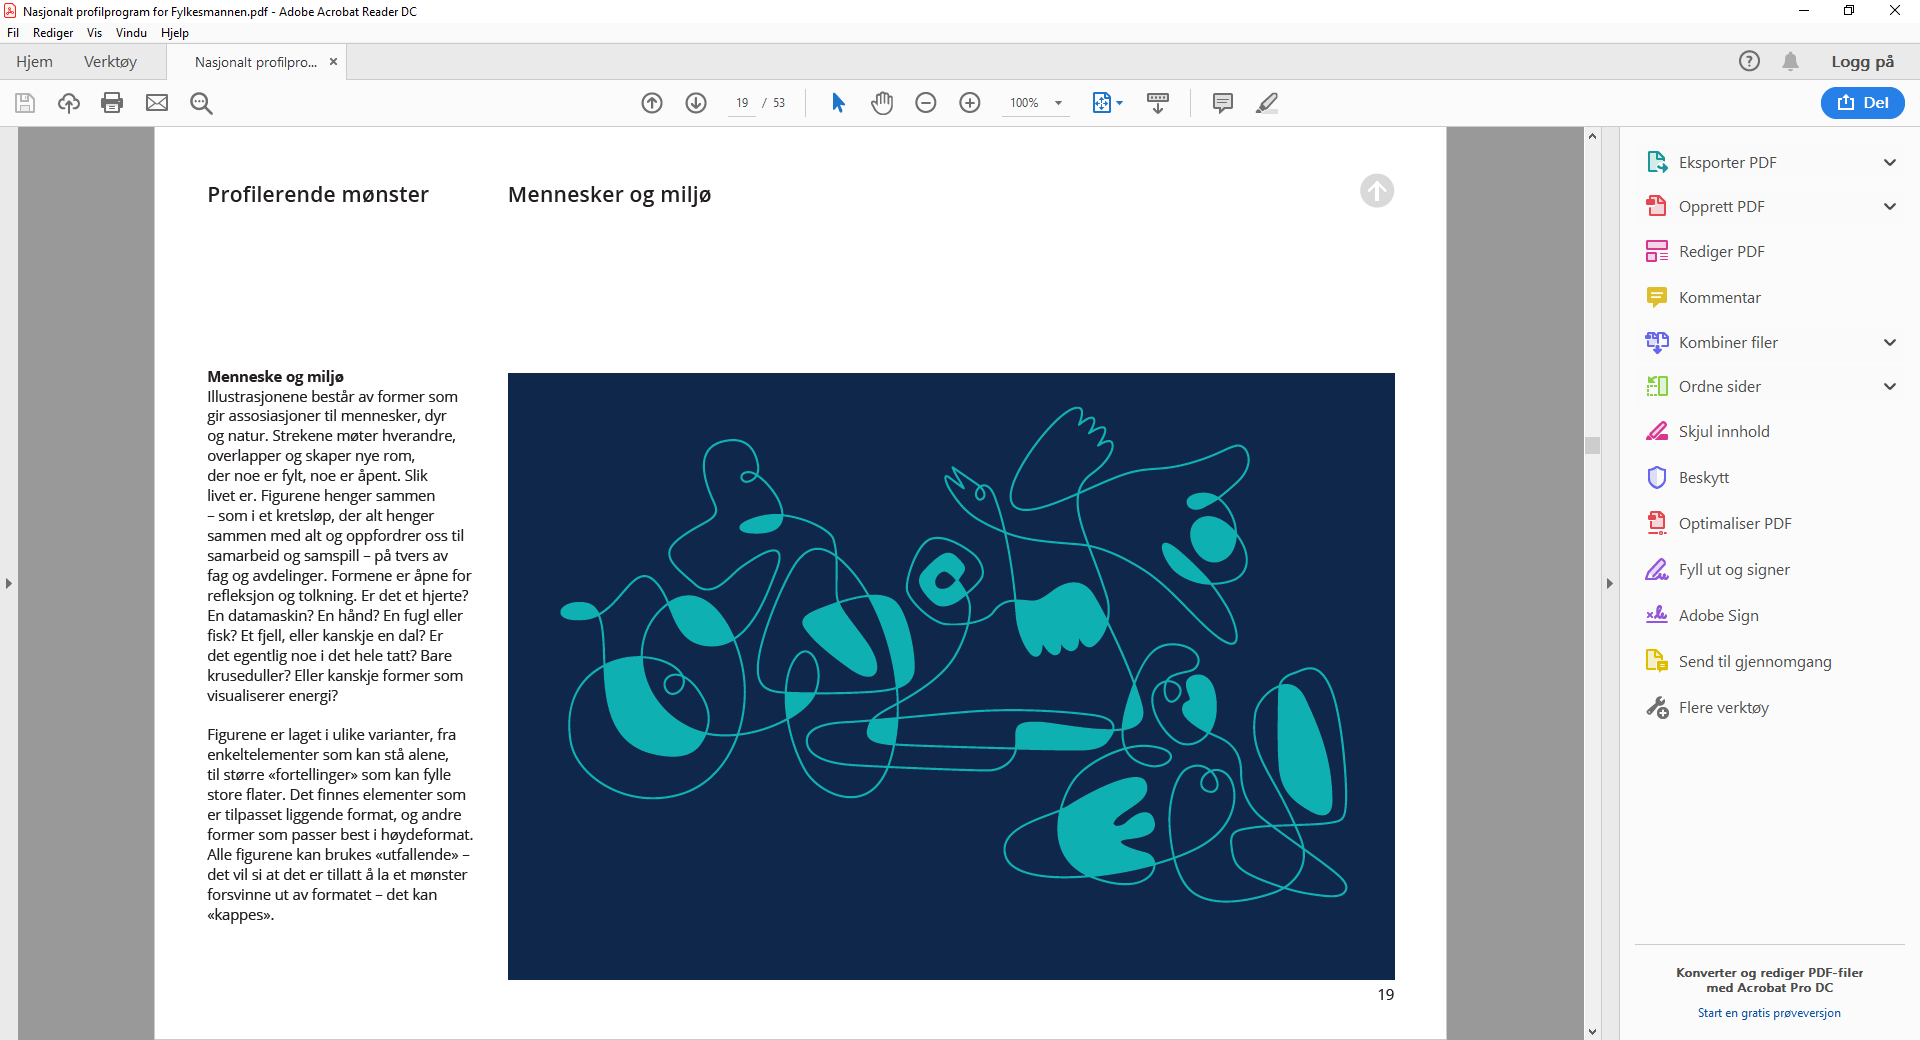 Nasjonalt profilprogram for Fylkesmannen.pdf - Adobe Acrobat Reader DC
Fil Rediger Vis Vindu Hjelp
Hjem Verktøy Nasjonalt profilpro... × Logg på
19 / 53 100% Del
Profilerende mønster
Mennesker og miljø
Menneske og miljø
Illustrasjonene består av former som
gir assosiasjoner til mennesker, dyr
og natur. Strekene møter hverandre,
overlapper og skaper nye rom,
der noe er fylt, noe er åpent. Slik
livet er. Figurene henger sammen
– som i et kretsløp, der alt henger
sammen med alt og oppfordrer oss til
samarbeid og samspill – på tvers av
fag og avdelinger. Formene er åpne for
refleksjon og tolkning. Er det et hjerte?
En datamaskin? En hånd? En fugl eller
fisk? Et fjell, eller kanskje en dal? Er
det egentlig noe i det hele tatt? Bare
kruseduller? Eller kanskje former som
visualiserer energi?
Figurene er laget i ulike varianter, fra
enkeltelementer som kan stå alene,
til større «fortellinger» som kan fylle
store flater. Det finnes elementer som
er tilpasset liggende format, og andre
former som passer best i høydeformat.
Alle figurene kan brukes «utfallende» –
det vil si at det er tillatt å la et mønster
forsvinne ut av formatet – det kan
«kappes».
19
Eksporter PDF
Opprett PDF
Rediger PDF
Kommentar
Kombiner filer
Ordne sider
Skjul innhold
Beskytt
Optimaliser PDF
Fyll ut og signer
Adobe Sign
Send til gjennomgang
Flere verktøy
Konverter og rediger PDF-filer
med Acrobat Pro DC
Start en gratis prøveversjon